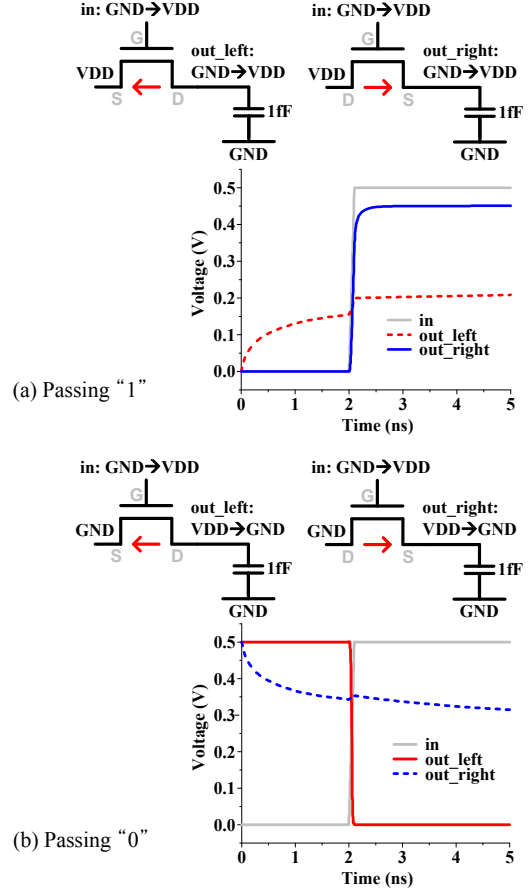 in: GND→VDD in: GND→VDD
G out_left: G out_right:
VDD GND→VDD VDD GND→VDD
S D 1fF D S 1fF
GND GND
0.5
0.4
0.3
0.2
0.1
0.0
Voltage (V)
in
out_left
out_right
0 1 2 3 4 5
Time (ns)
(a) Passing “1”
in: GND→VDD in: GND→VDD
G out_left: G out_right:
GND VDD→GND GND VDD→GND
S D 1fF D S 1fF
GND GND
0.5
0.4
0.3
0.2
0.1
0.0
Voltage (V)
in
out_left
out_right
0 1 2 3 4 5
Time (ns)
(b) Passing “0”